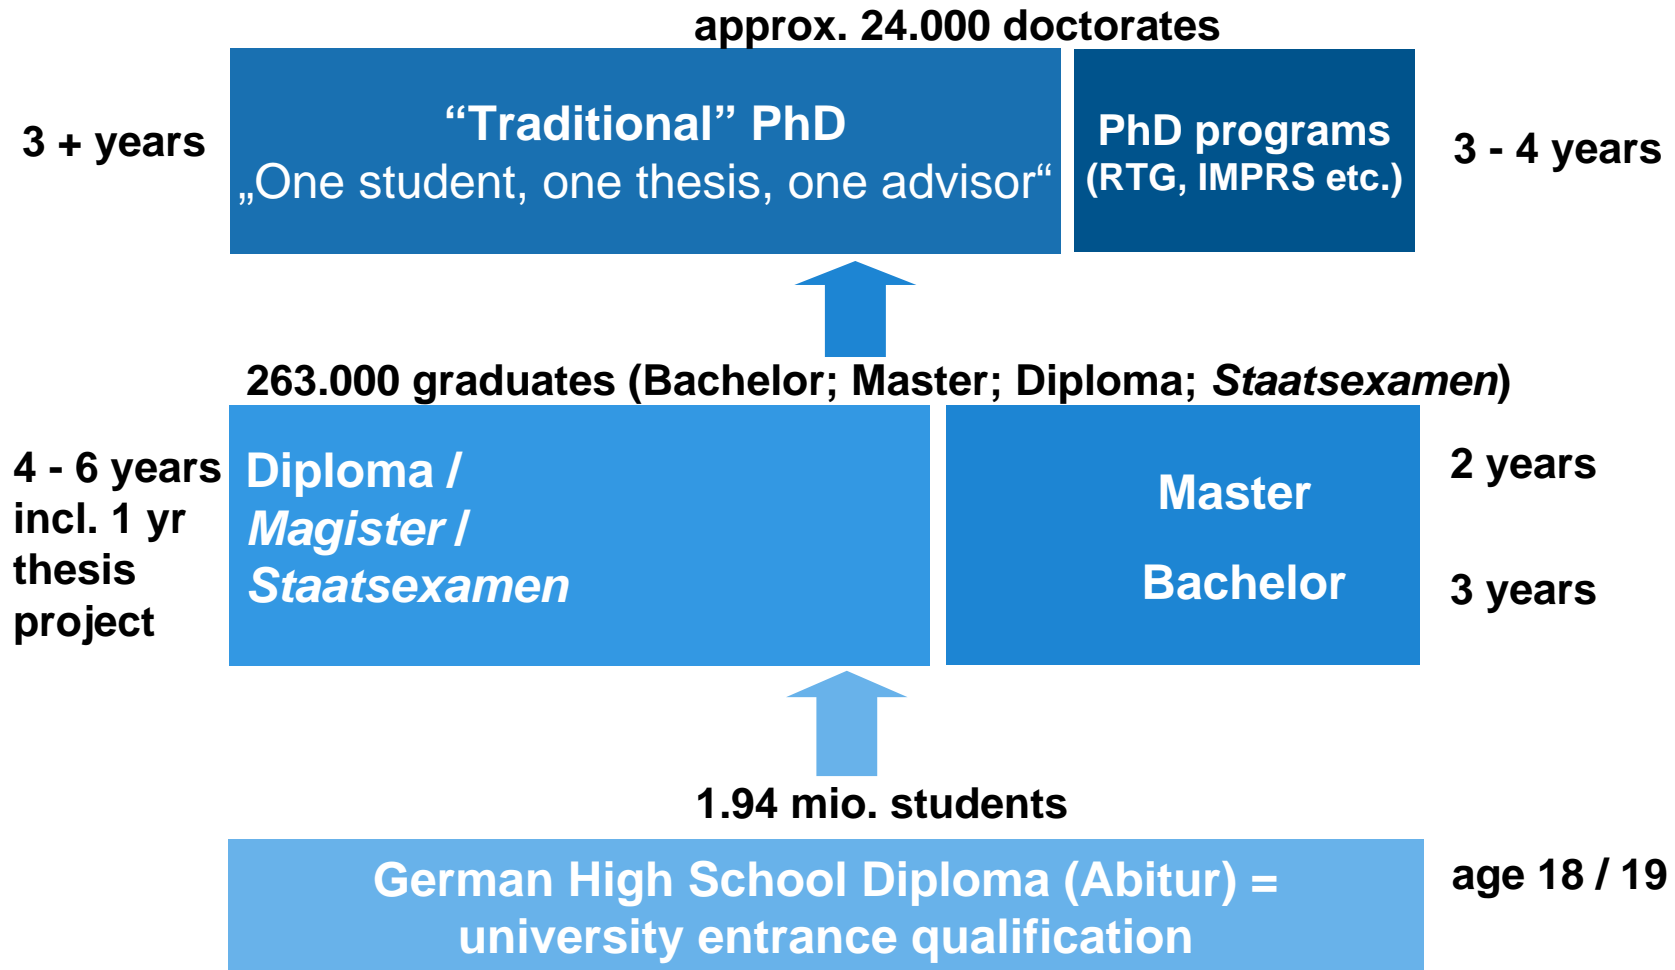 approx. 24.000 doctorates
3 + years
“Traditional” PhD
„One student, one thesis, one advisor“
PhD programs
(RTG, IMPRS etc.)
3 - 4 years
263.000 graduates (Bachelor; Master; Diploma; Staatsexamen)
4 - 6 years
incl. 1 yr
thesis
project
Diploma /
Magister /
Staatsexamen
Master
Bachelor
2 years
3 years
1.94 mio. students
German High School Diploma (Abitur) =
university entrance qualification
age 18 / 19